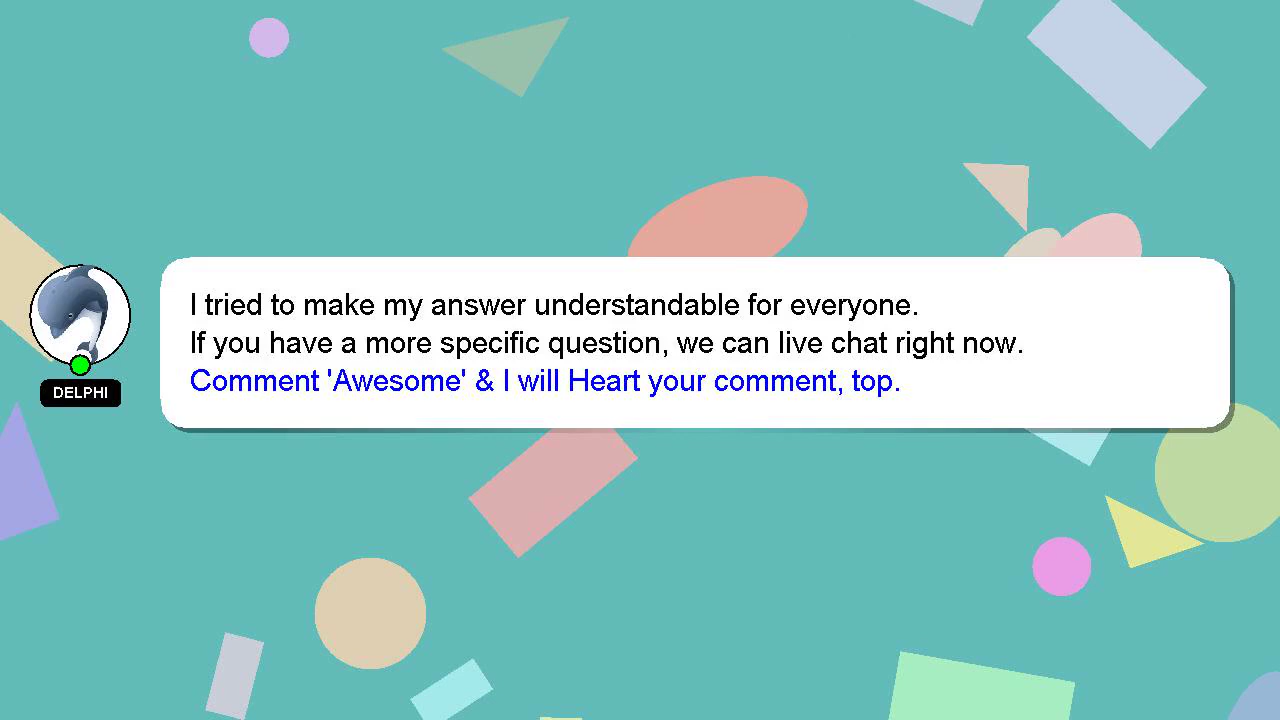 I tried to make my answer understandable for everyone.
If you have a more specific question, we can live chat right now.
Comment 'Awesome' & I will Heart your comment, top.
DELPHI